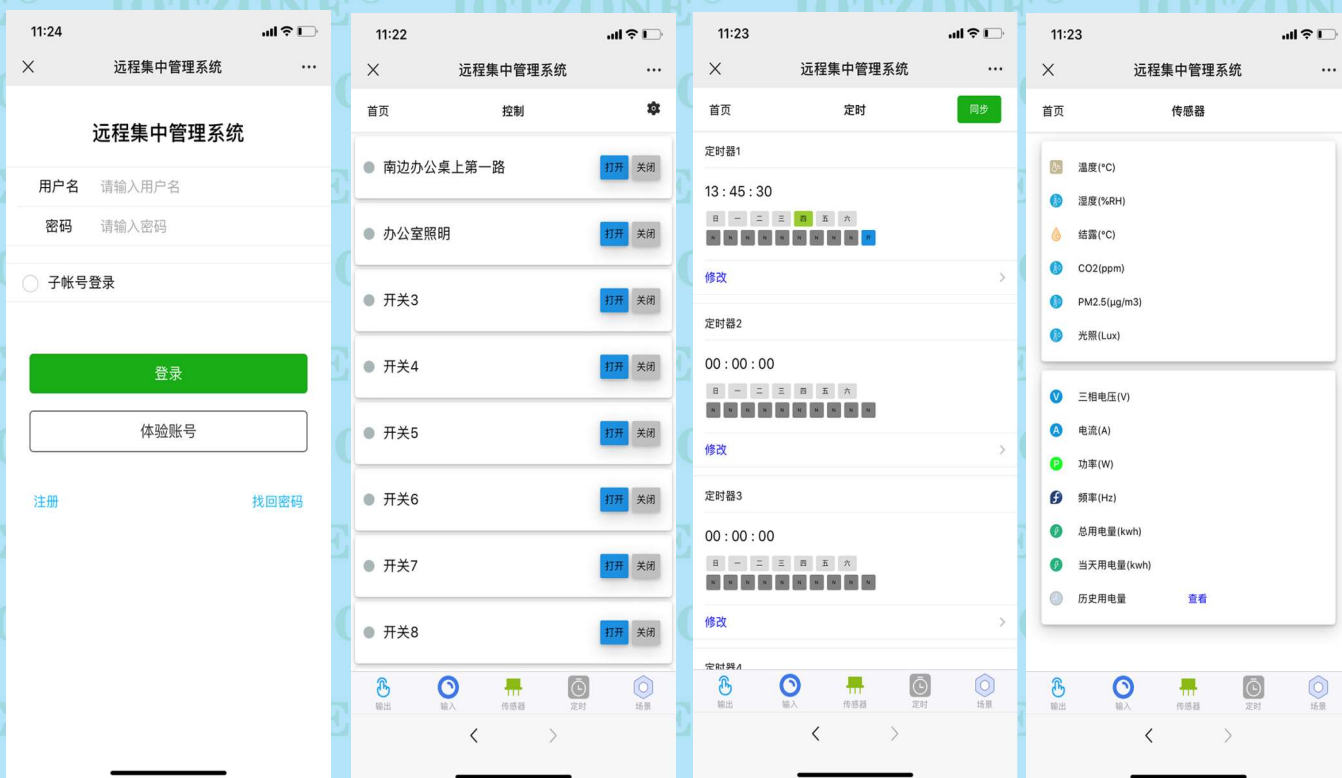 11:24
远程集中管理系统
远程集中管理系统
用户名 请输入用户名
密码 请输入密码
子帐号登录
登录
体验账号
注册 找回密码
11:22
远程集中管理系统
首页 控制
南边办公桌上第一路 打开 关闭
办公室照明 打开 关闭
开关3 打开 关闭
开关4 打开 关闭
开关5 打开 关闭
开关6 打开 关闭
开关7 打开 关闭
开关8 打开 关闭
输出 输入 传感器 定时 场景
11:23
远程集中管理系统
首页 定时 同步
定时器1
13 : 45 : 30
日 一 二 三 四 五 六
N N N N N N N N N
修改
定时器2
00 : 00 : 00
日 一 二 三 四 五 六
N N N N N N N N N N
修改
定时器3
00 : 00 : 00
日 一 二 三 四 五 六
N N N N N N N N N N
修改
定时器4
输出 输入 传感器 定时 场景
11:23
远程集中管理系统
首页 传感器
温度(°C)
湿度(%RH)
结露(°C)
CO2(ppm)
PM2.5(μg/m3)
光照(Lux)
V 三相电压(V)
A 电流(A)
P 功率(W)
频率(Hz)
总用电量(kwh)
当天用电量(kwh)
历史用电量 查看
输出 输入 传感器 定时 场景